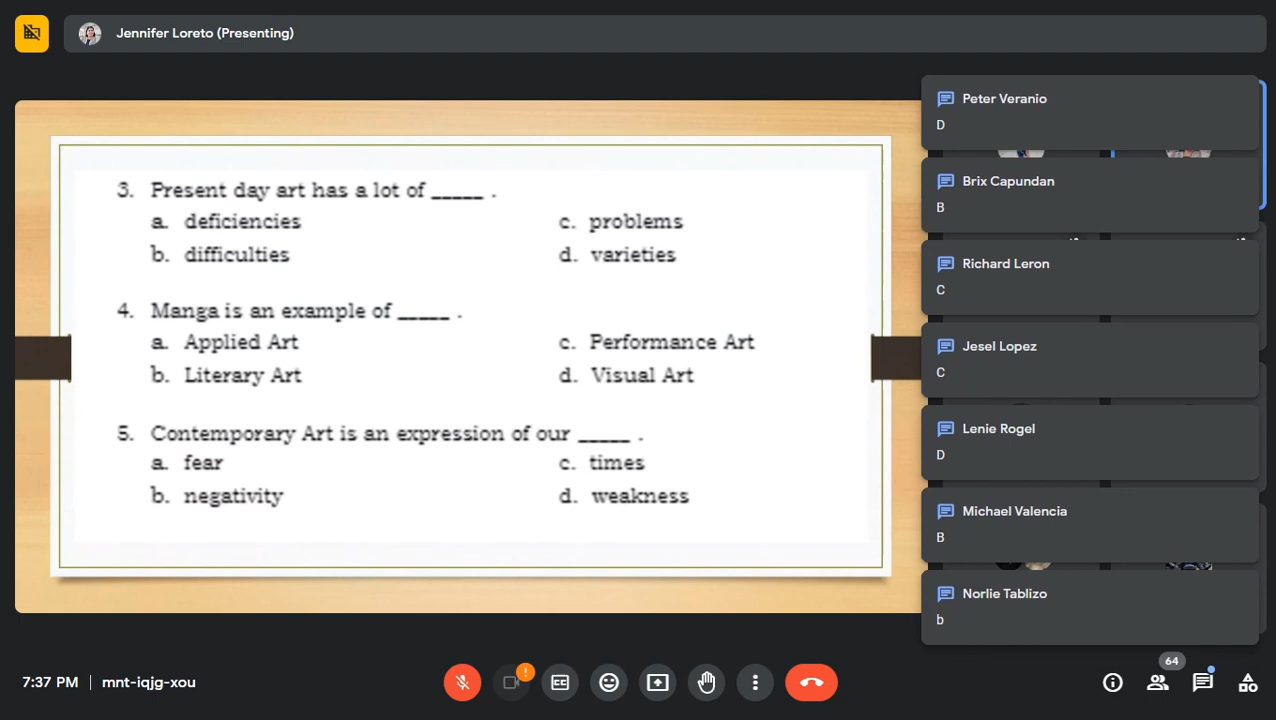 Jennifer Loreto (Presenting)
3. Present day art has a lot of _____ .
a. deficiencies
c. problems
b. difficulties
d. varieties
4. Manga is an example of _____ .
a. Applied Art
c. Performance Art
b. Literary Art
d. Visual Art
5. Contemporary Art is an expression of our _____ .
a. fear
c. times
b. negativity
d. weakness
Peter Veranio
D
Brix Capundan
B
Richard Leron
C
Jesel Lopez
C
Lenie Rogel
D
Michael Valencia
B
Norlie Tablizo
b
7:37 PM | mnt-iqjg-xou
CC
64